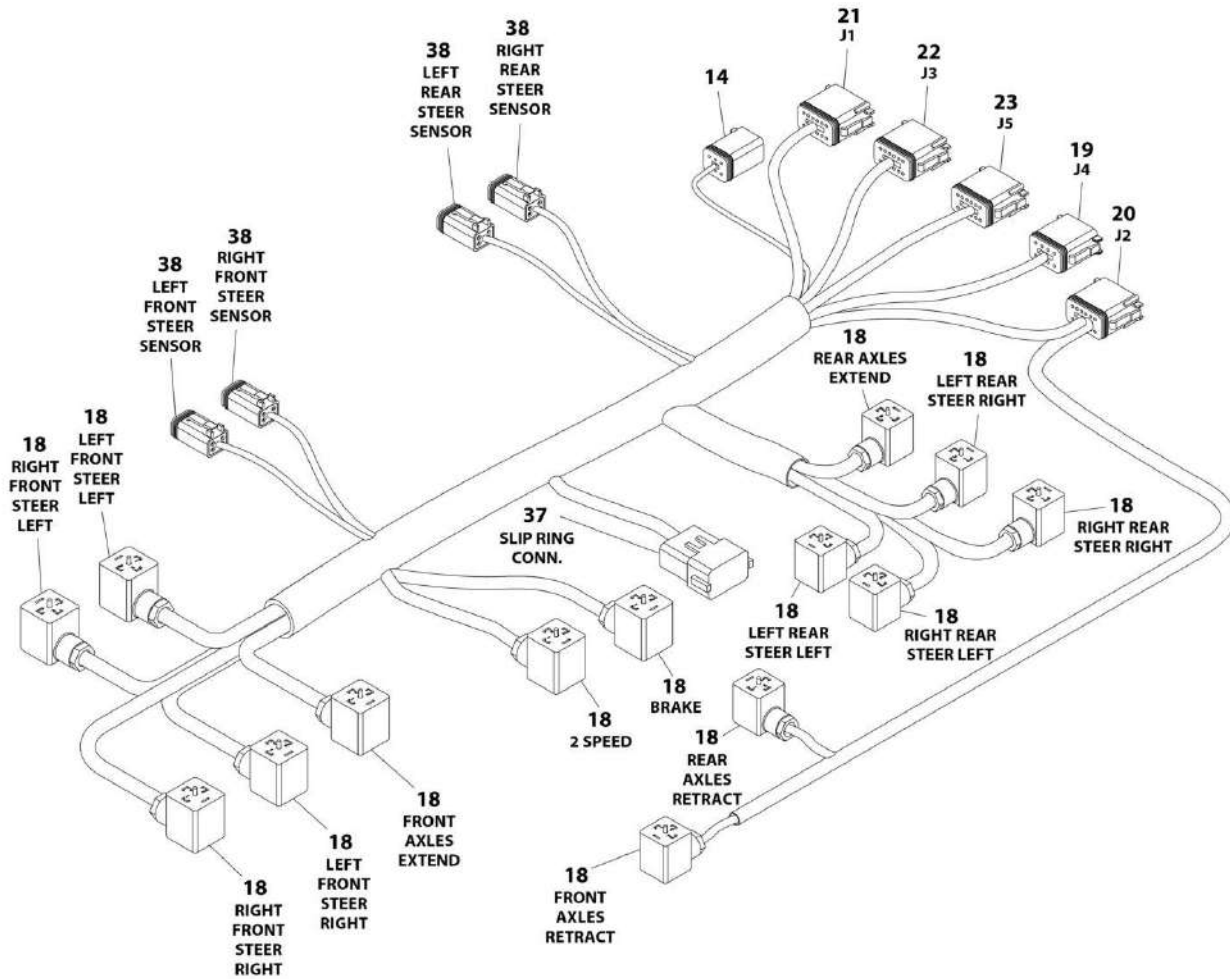 38
RIGHT
REAR
STEER
SENSOR
38
LEFT
REAR
STEER
SENSOR
14
21
J1
22
J3
23
J5
19
J4
20
J2
38
RIGHT
FRONT
STEER
SENSOR
38
LEFT
FRONT
STEER
SENSOR
18
LEFT
FRONT
STEER
LEFT
18
RIGHT
FRONT
STEER
LEFT
18
REAR AXLES
EXTEND
18
LEFT REAR
STEER RIGHT
18
RIGHT REAR
STEER RIGHT
37
SLIP RING
CONN.
18
LEFT REAR
STEER LEFT
18
RIGHT REAR
STEER LEFT
18
BRAKE
18
2 SPEED
18
REAR
AXLES
RETRACT
18
FRONT
AXLES
EXTEND
18
LEFT
FRONT
STEER
RIGHT
18
RIGHT
FRONT
STEER
RIGHT
18
FRONT
AXLES
RETRACT